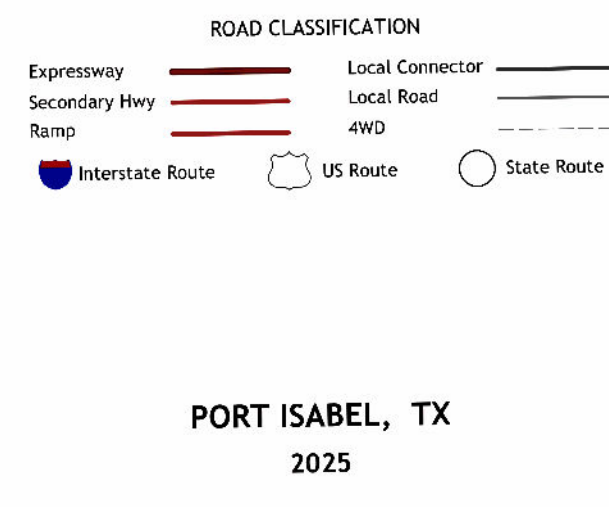 ROAD CLASSIFICATION
Expressway
Local Connector
Secondary Hwy
Local Road
Ramp
4WD
Interstate Route
US Route
State Route
PORT ISABEL, TX
2025